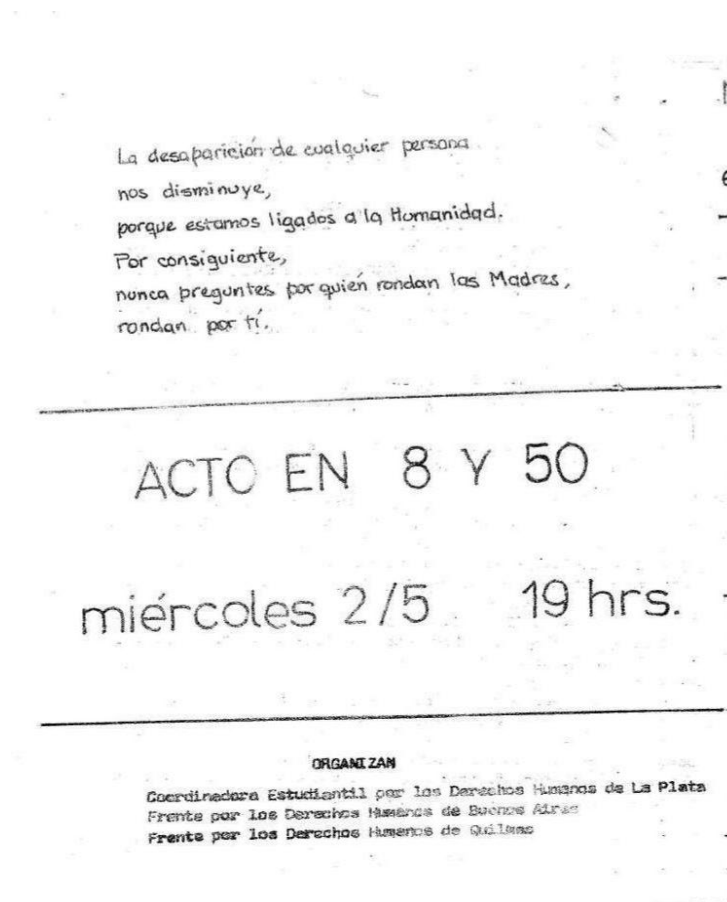 La desaparición de cualquier persona
nos disminuye,
porque estamos ligados a la Humanidad.
Por consiguiente,
nunca preguntes por quién rondan las Madres,
rondan por tí.
ACTO EN 8 Y 50
miércoles 2/5 19 hrs.
ORGANIZAN
Coordinadora Estudiantil por los Derechos Humanos de La Plata
Frente por los Derechos Humanos de Buenos Aires
Frente por los Derechos Humanos de Quilmes